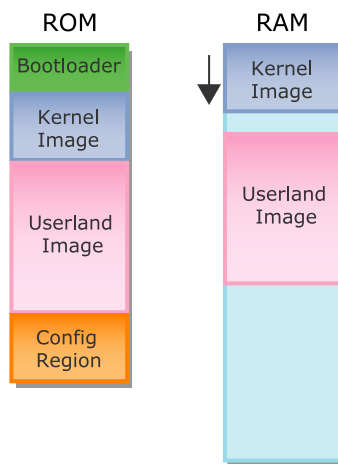 ROM
Bootloader
Kernel
Image
Userland
Image
Config
Region
RAM
Kernel
Image
Userland
Image